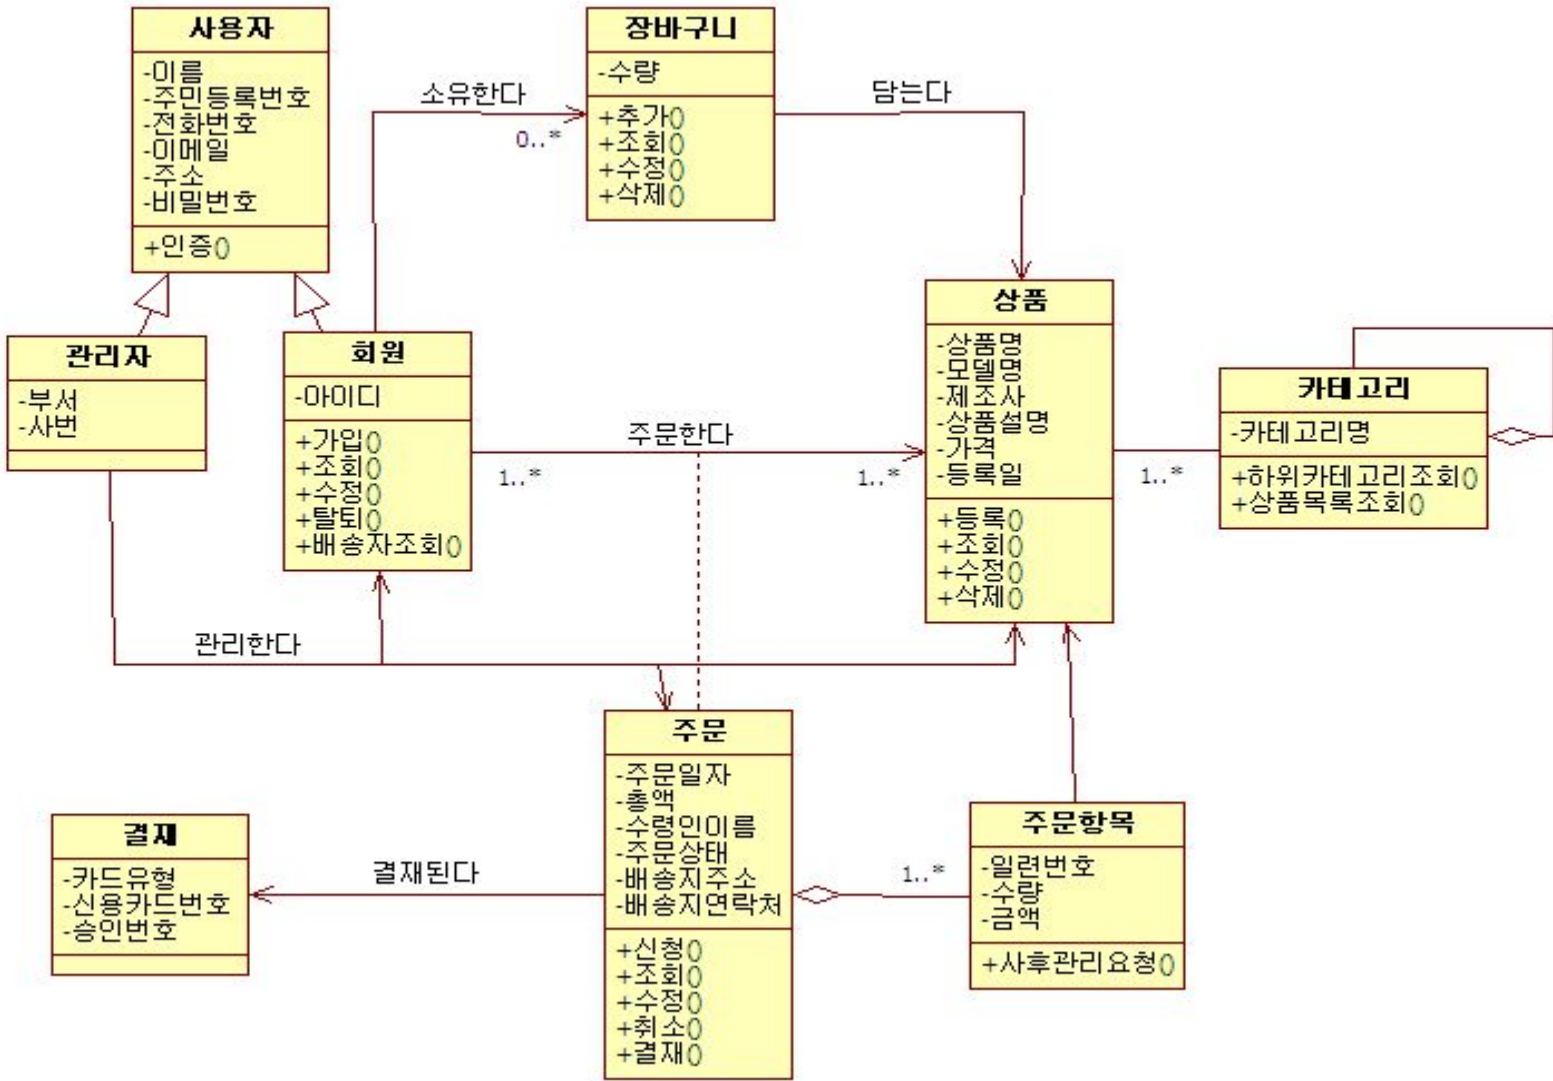 사용자
-이름
-주민등록번호
-전화번호
-이메일
-주소
-비밀번호
+인증()
장바구니
-수량
+추가()
+조회()
+수정()
+삭제()
소유한다
0..*
담는다
관리자
-부서
-사번
회원
-아이디
+가입()
+조회()
+수정()
+탈퇴()
+배송자조회()
주문한다
1..*
1..*
상품
-상품명
-모델명
-제조사
-상품설명
-가격
-등록일
+등록()
+조회()
+수정()
+삭제()
1..*
카테고리
-카테고리명
+하위카테고리조회()
+상품목록조회()
관리한다
주문
-주문일자
-총액
-수령인이름
-주문상태
-배송지주소
-배송지연락처
+신청()
+조회()
+수정()
+취소()
+결재()
결재
-카드유형
-신용카드번호
-승인번호
결재된다
1..*
주문항목
-일련번호
-수량
-금액
+사후관리요청()